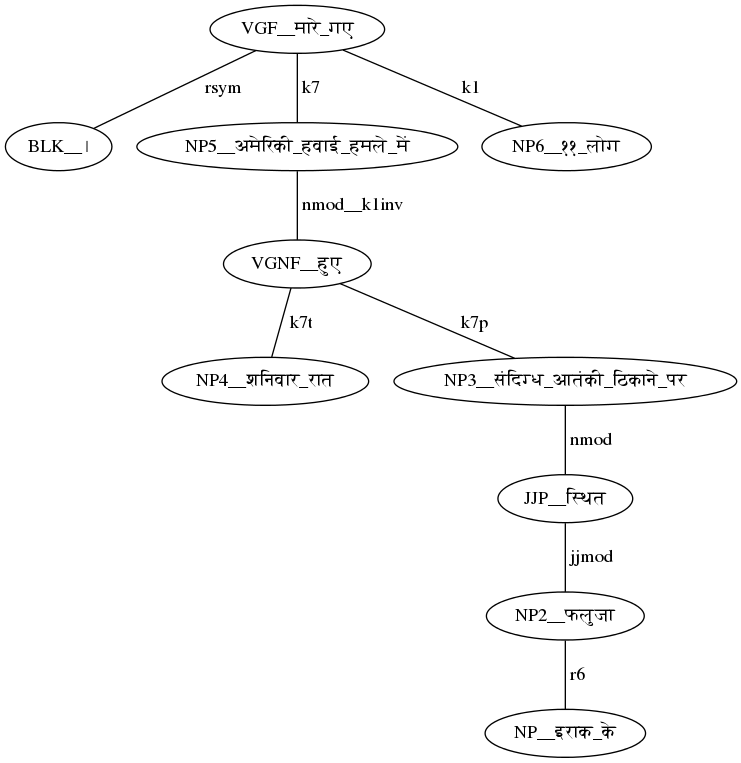 VGF__मारे_गए
rsym
k7
k1
BLK__।
NP5__अमेरिकी_हवाई_हमले_में
NP6__११_लोग
nmod__k1inv
VGNF__हुए
k7t
k7p
NP4__शनिवार_रात
NP3__संदिग्ध_आतंकी_ठिकाने_पर
nmod
JJP__स्थित
jjmod
NP2__फलुजा
r6
NP__इराक_के